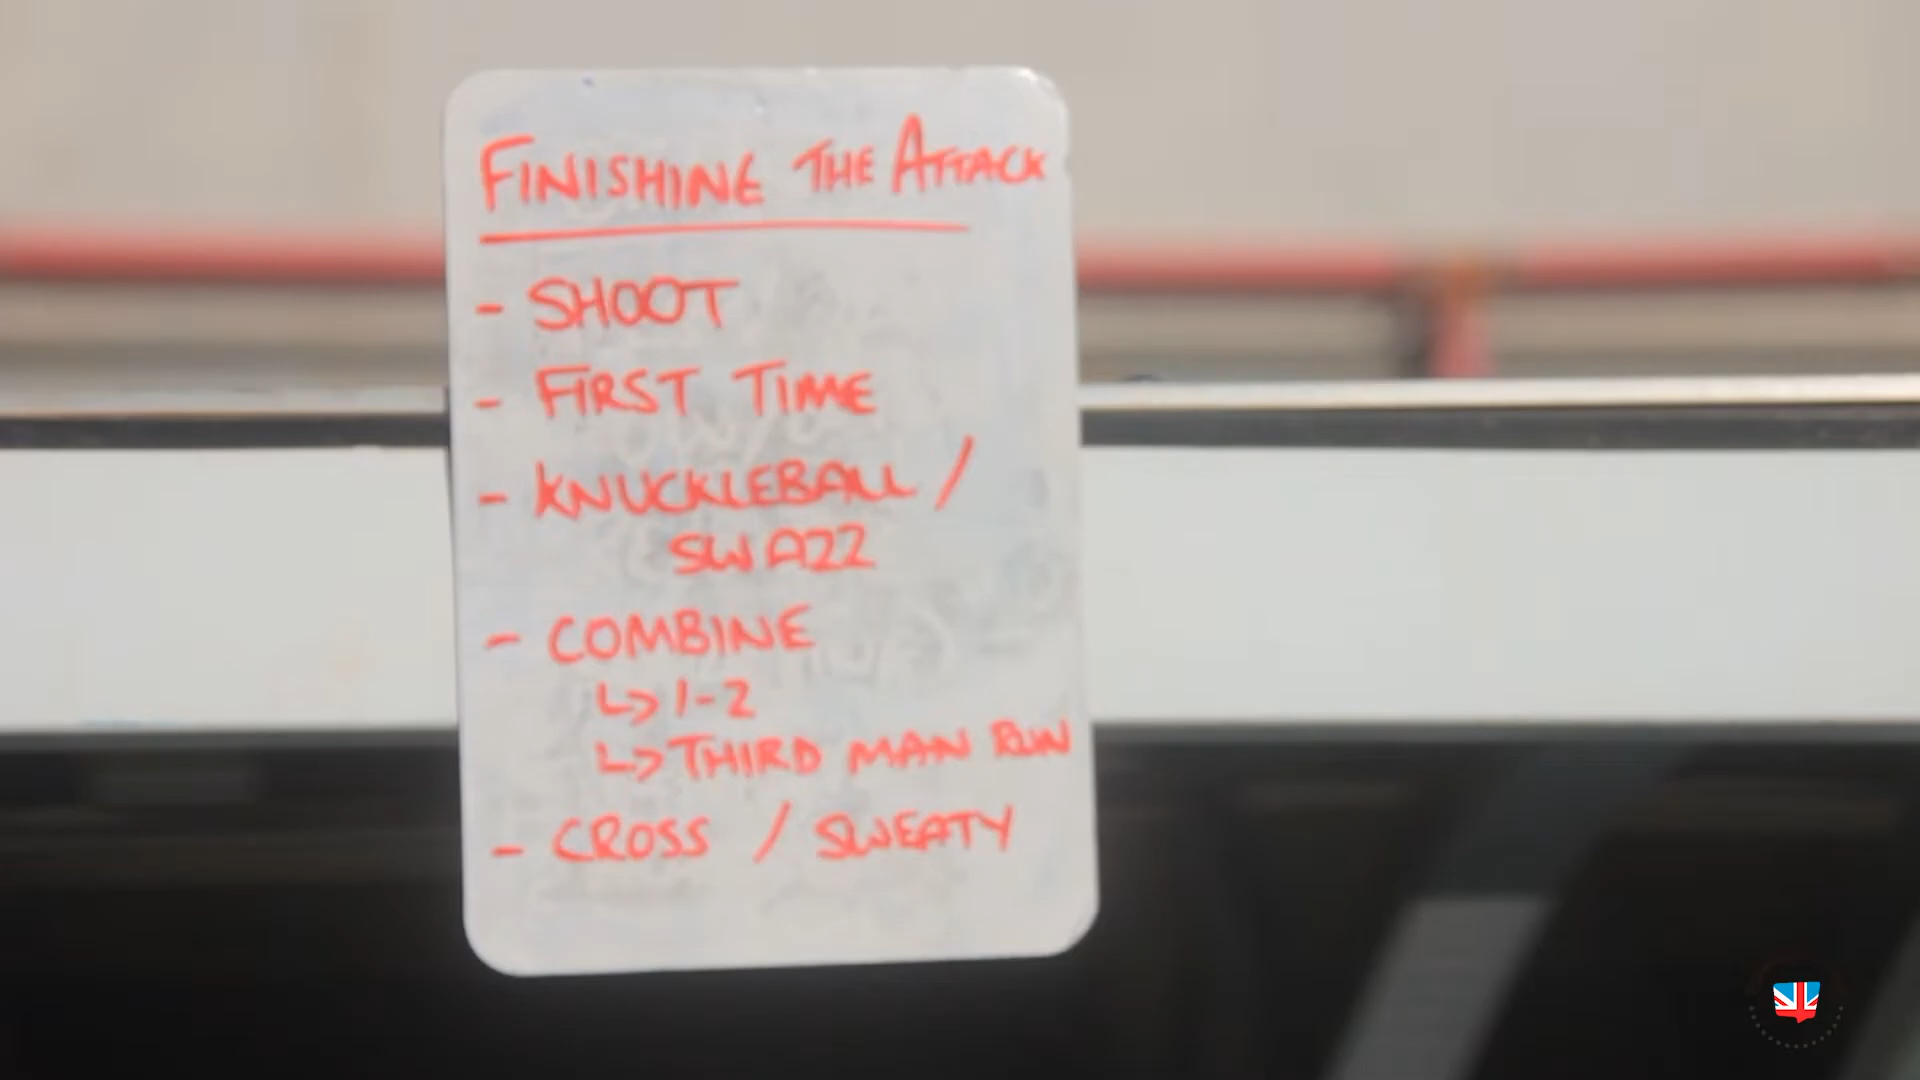 FINISHING THE ATTACK
- SHOOT
- FIRST TIME
- KNUCKLEBALL /
SWAZZ
- COMBINE
↳ 1-2
↳ THIRD MAN RUN
- CROSS / SWEATY